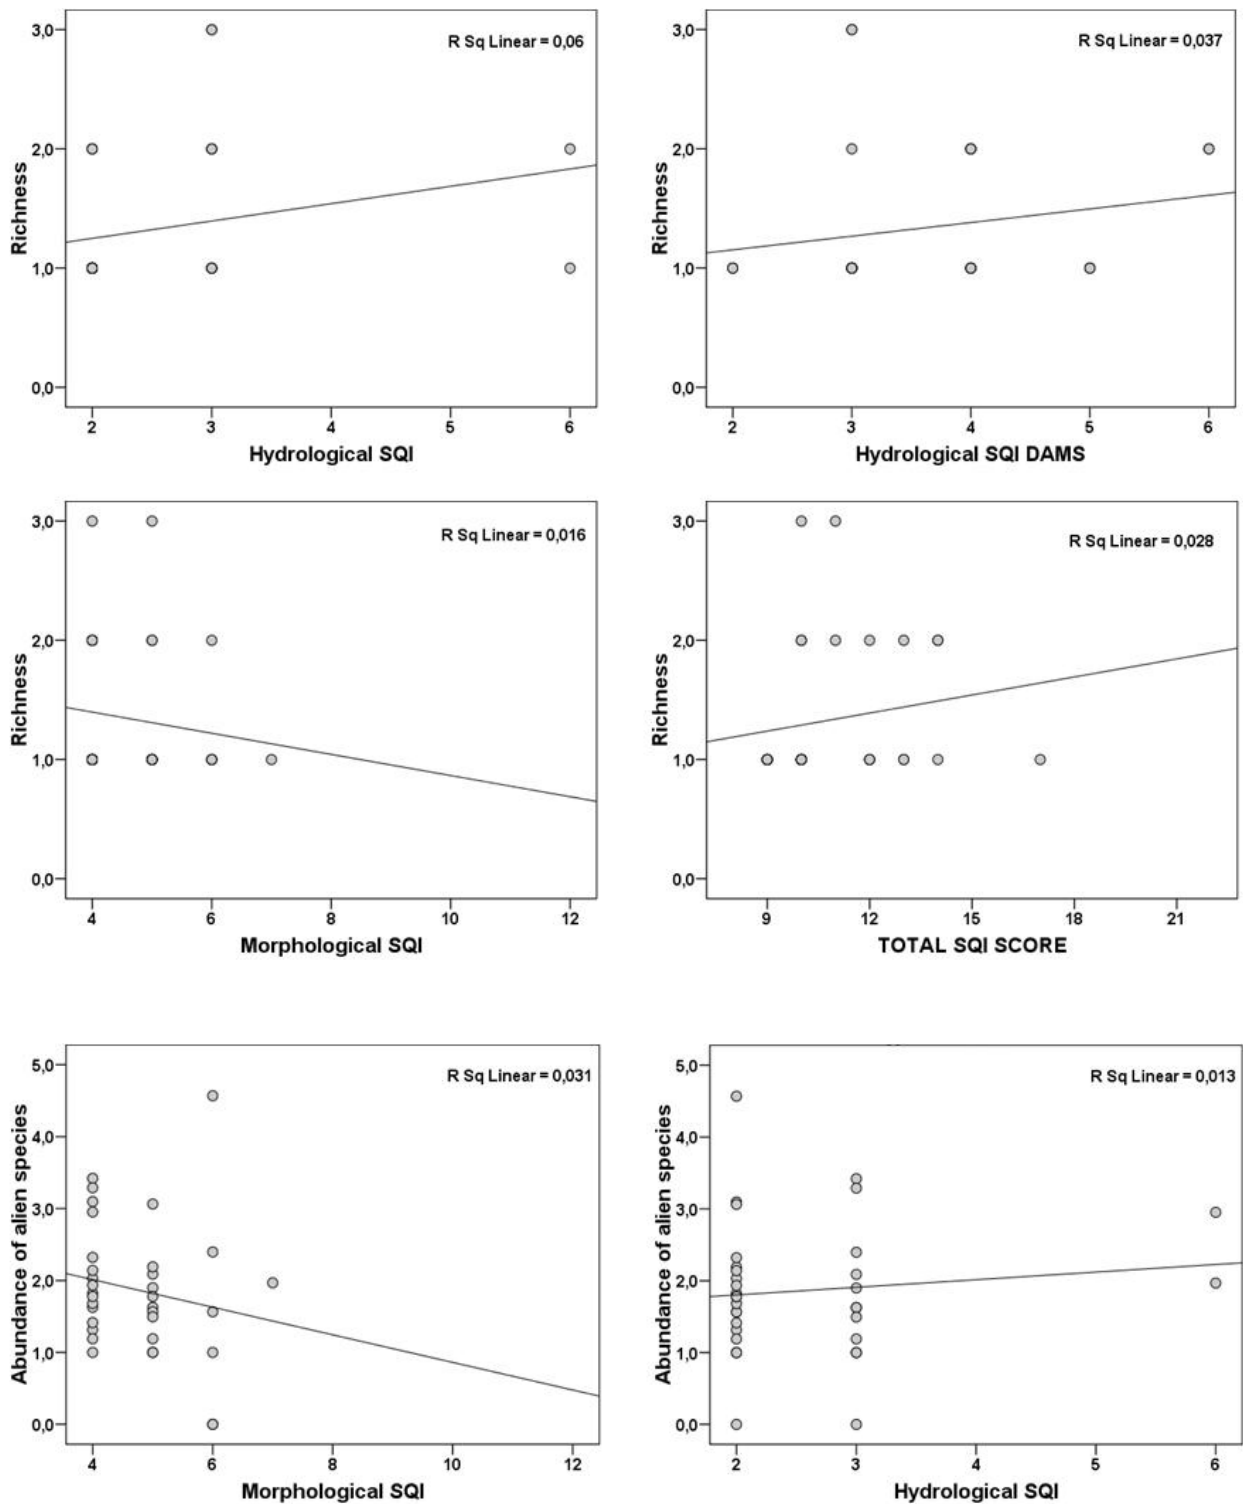 R Sq Linear = 0,06
Richness
3,0
2,0
1,0
0,0
2 3 4 5 6
Hydrological SQI
R Sq Linear = 0,037
Richness
3,0
2,0
1,0
0,0
2 3 4 5 6
Hydrological SQI DAMS
R Sq Linear = 0,016
Richness
3,0
2,0
1,0
0,0
4 6 8 10 12
Morphological SQI
R Sq Linear = 0,028
Richness
3,0
2,0
1,0
0,0
9 12 15 18 21
TOTAL SQI SCORE
R Sq Linear = 0,031
Abundance of alien species
5,0
4,0
3,0
2,0
1,0
0,0
4 6 8 10 12
Morphological SQI
R Sq Linear = 0,013
Abundance of alien species
5,0
4,0
3,0
2,0
1,0
0,0
2 3 4 5 6
Hydrological SQI